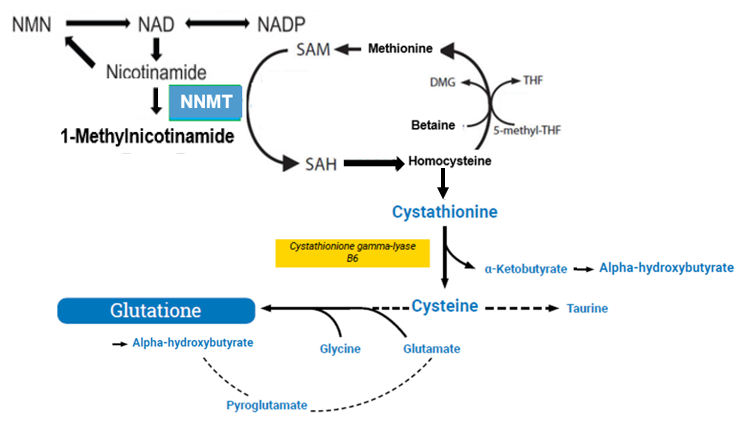 NMN
NAD
NADP
SAM
Methionine
Nicotinamide
DMG
THF
NNMT
Betaine
5-methyl-THF
1-Methylnicotinamide
SAH
Homocysteine
Cystathionine
Cystathionione gamma-lyase
B6
α-Ketobutyrate
Alpha-hydroxybutyrate
Glutatione
Cysteine
Taurine
Alpha-hydroxybutyrate
Glycine
Glutamate
Pyroglutamate